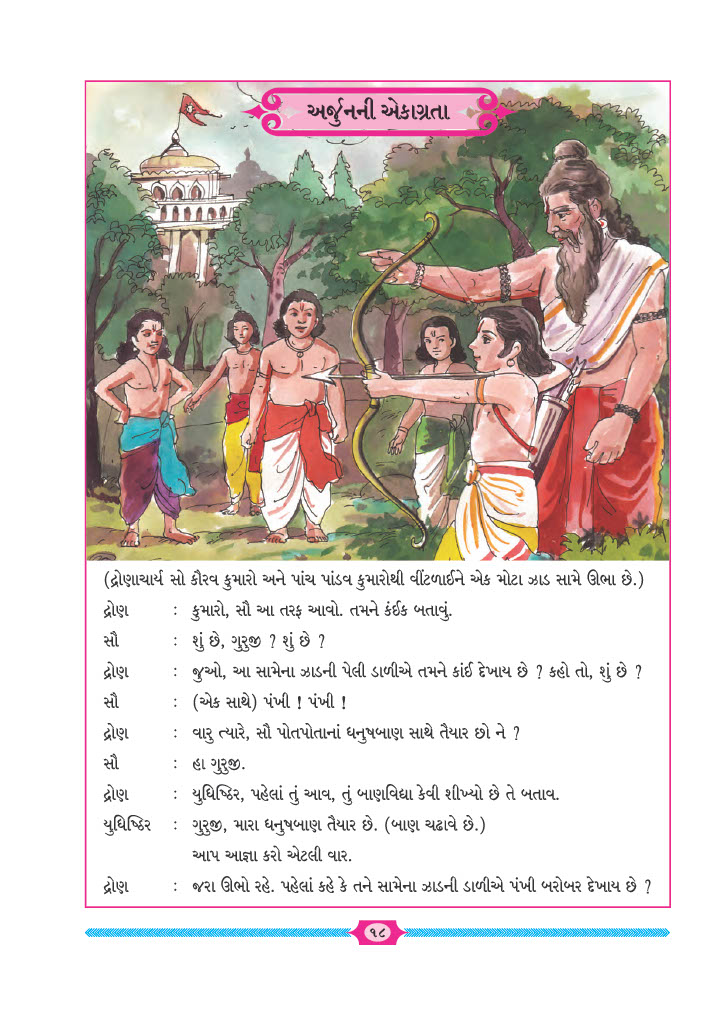 અર્જુનની એકાગ્રતા
(દ્રોણાચાર્ય સો કૌરવ કુમારો અને પાંચ પાંડવ કુમારોથી વીંટળાઈને એક મોટા ઝાડ સામે ઊભા છે.)
દ્રોણ : કુમારો, સૌ આ તરફ આવો. તમને કંઈક બતાવું.
સૌ : શું છે, ગુરુજી ? શું છે ?
દ્રોણ : જુઓ, આ સામેના ઝાડની પેલી ડાળીએ તમને કાંઈ દેખાય છે ? કહો તો, શું છે ?
સૌ : (એક સાથે) પંખી ! પંખી !
દ્રોણ : વારુ ત્યારે, સૌ પોતપોતાનાં ધનુષબાણ સાથે તૈયાર છો ને ?
સૌ : હા ગુરુજી.
દ્રોણ : યુધિષ્ઠિર, પહેલાં તું આવ, તું બાણવિદ્યા કેવી શીખ્યો છે તે બતાવ.
યુધિષ્ઠિર : ગુરુજી, મારા ધનુષબાણ તૈયાર છે. (બાણ ચઢાવે છે.)
આપ આજ્ઞા કરો એટલી વાર.
દ્રોણ : જરા ઊભો રહે. પહેલાં કહે કે તને સામેના ઝાડની ડાળીએ પંખી બરોબર દેખાય છે ?
૧૮